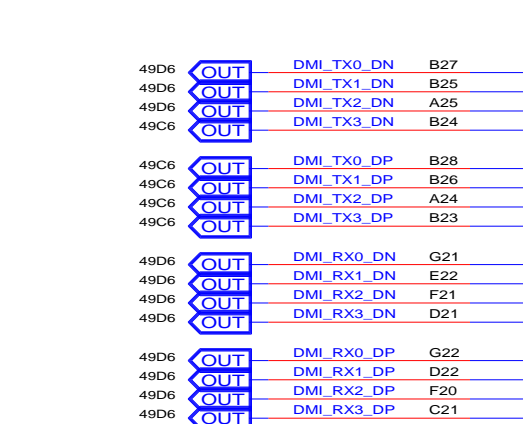 49D6 OUT DMI_TX0_DN B27
49D6 OUT DMI_TX1_DN B25
49D6 OUT DMI_TX2_DN A25
49C6 OUT DMI_TX3_DN B24
49C6 OUT DMI_TX0_DP B28
49C6 OUT DMI_TX1_DP B26
49C6 OUT DMI_TX2_DP A24
49C6 OUT DMI_TX3_DP B23
49D6 OUT DMI_RX0_DN G21
49D6 OUT DMI_RX1_DN E22
49D6 OUT DMI_RX2_DN F21
49D6 OUT DMI_RX3_DN D21
49D6 OUT DMI_RX0_DP G22
49D6 OUT DMI_RX1_DP D22
49D6 OUT DMI_RX2_DP F20
49D6 OUT DMI_RX3_DP C21